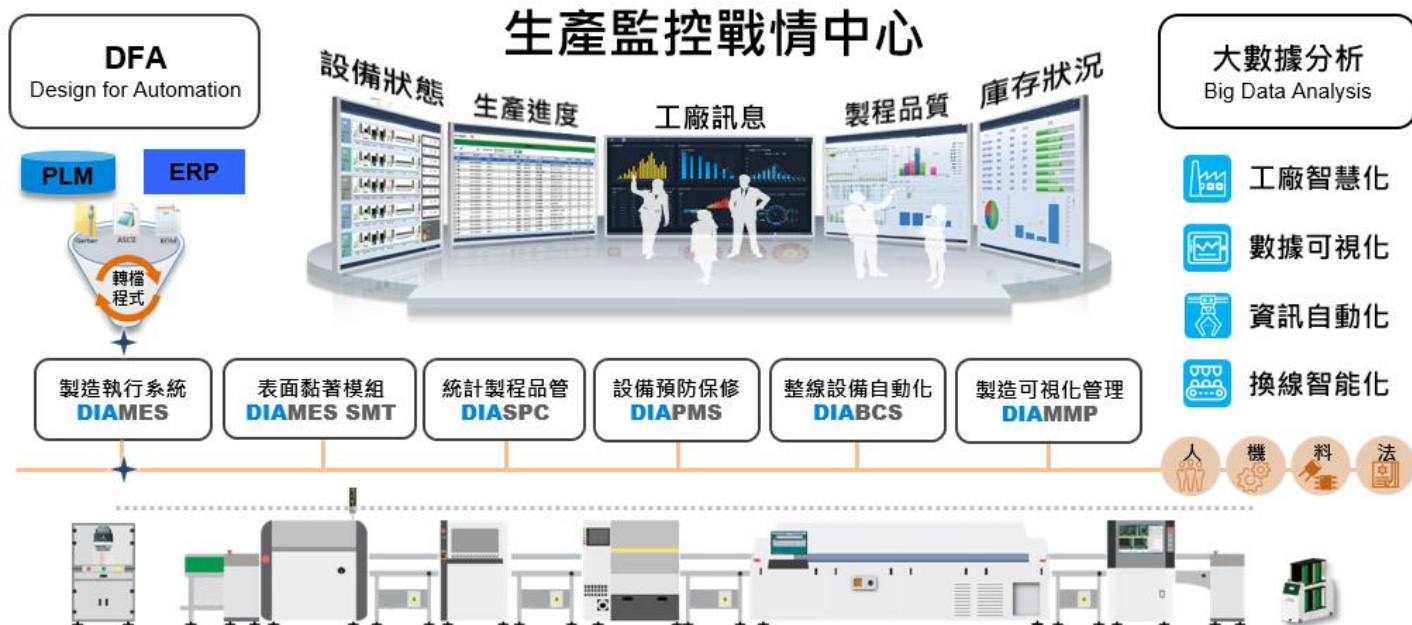 生產監控戰情中心
DFA
Design for Automation
PLM
ERP
Gerber
ASCII
BOM
轉檔
程式
設備狀態
生產進度
工廠訊息
製程品質
庫存狀況
大數據分析
Big Data Analysis
工廠智慧化
數據可視化
資訊自動化
換線智能化
製造執行系統
DIAMES
表面黏著模組
DIAMES SMT
統計製程品管
DIASPC
設備預防保修
DIAPMS
整線設備自動化
DIABCS
製造可視化管理
DIAMMP
人
機
料
法